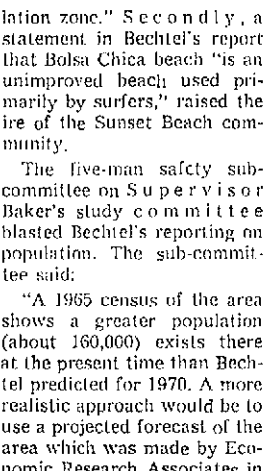 lation zone." Secondly, a
statement in Bechtel's report
that Bolsa Chica beach "is an
unimproved beach used pri-
marily by surfers," raised the
ire of the Sunset Beach com-
munity.
The five-man safety sub-
committee on Supervisor
Baker's study committee
blasted Bechtel's reporting on
population. The sub-commit-
tee said:
"A 1965 census of the area
shows a greater population
(about 160,000) exists there
at the present time than Bech-
tel predicted for 1970. A more
realistic approach would be to
use a projected forecast of the
area which was made by Eco-
nomic Research Associates in